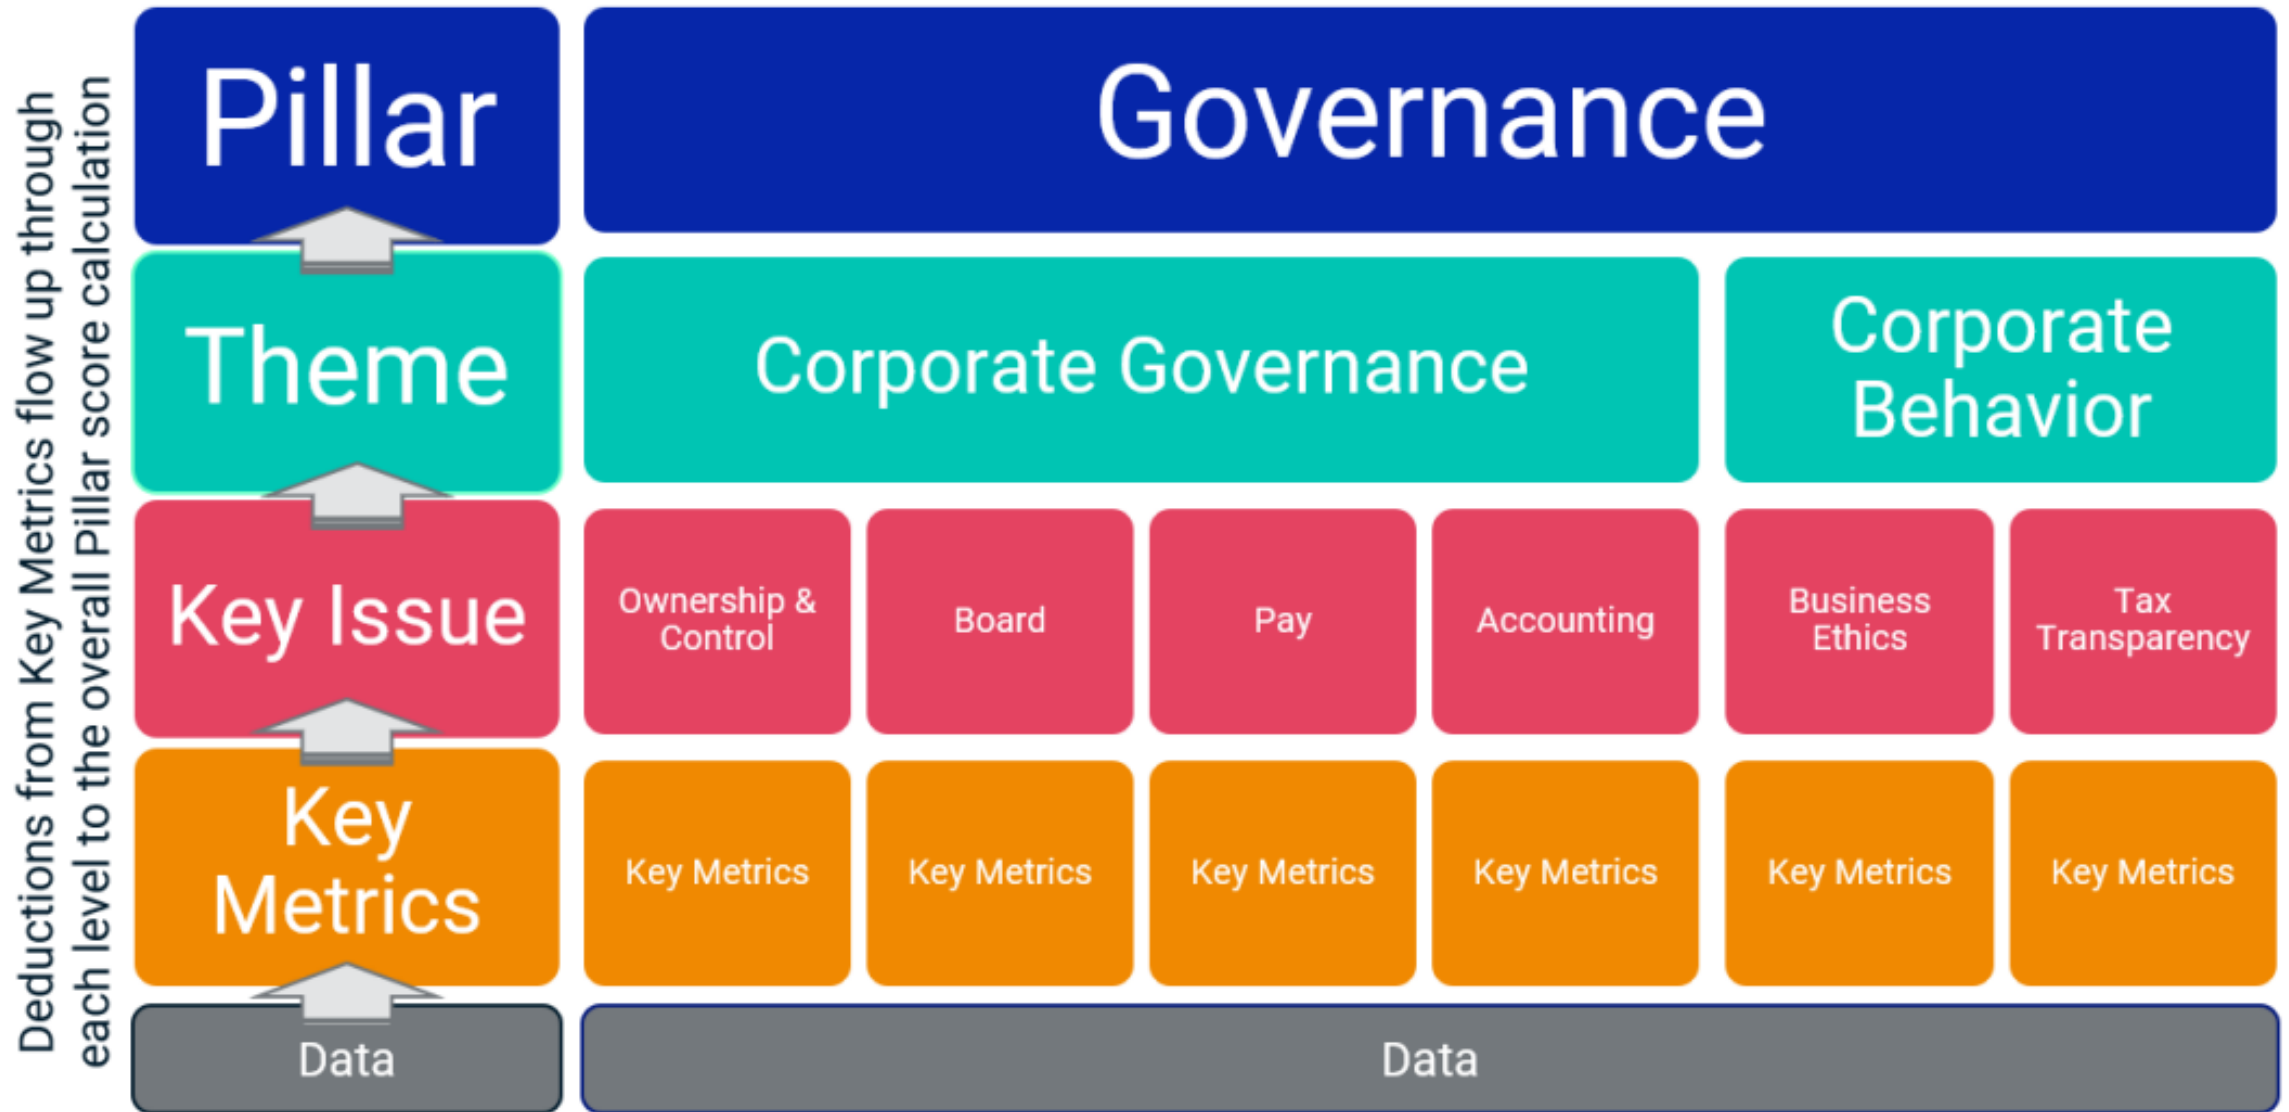 Deductions from Key Metrics flow up through
each level to the overall Pillar score calculation
Pillar
Governance
Theme
Corporate Governance
Corporate
Behavior
Key Issue
Ownership &
Control
Board
Pay
Accounting
Business
Ethics
Tax
Transparency
Key
Metrics
Key Metrics
Key Metrics
Key Metrics
Key Metrics
Key Metrics
Key Metrics
Data
Data